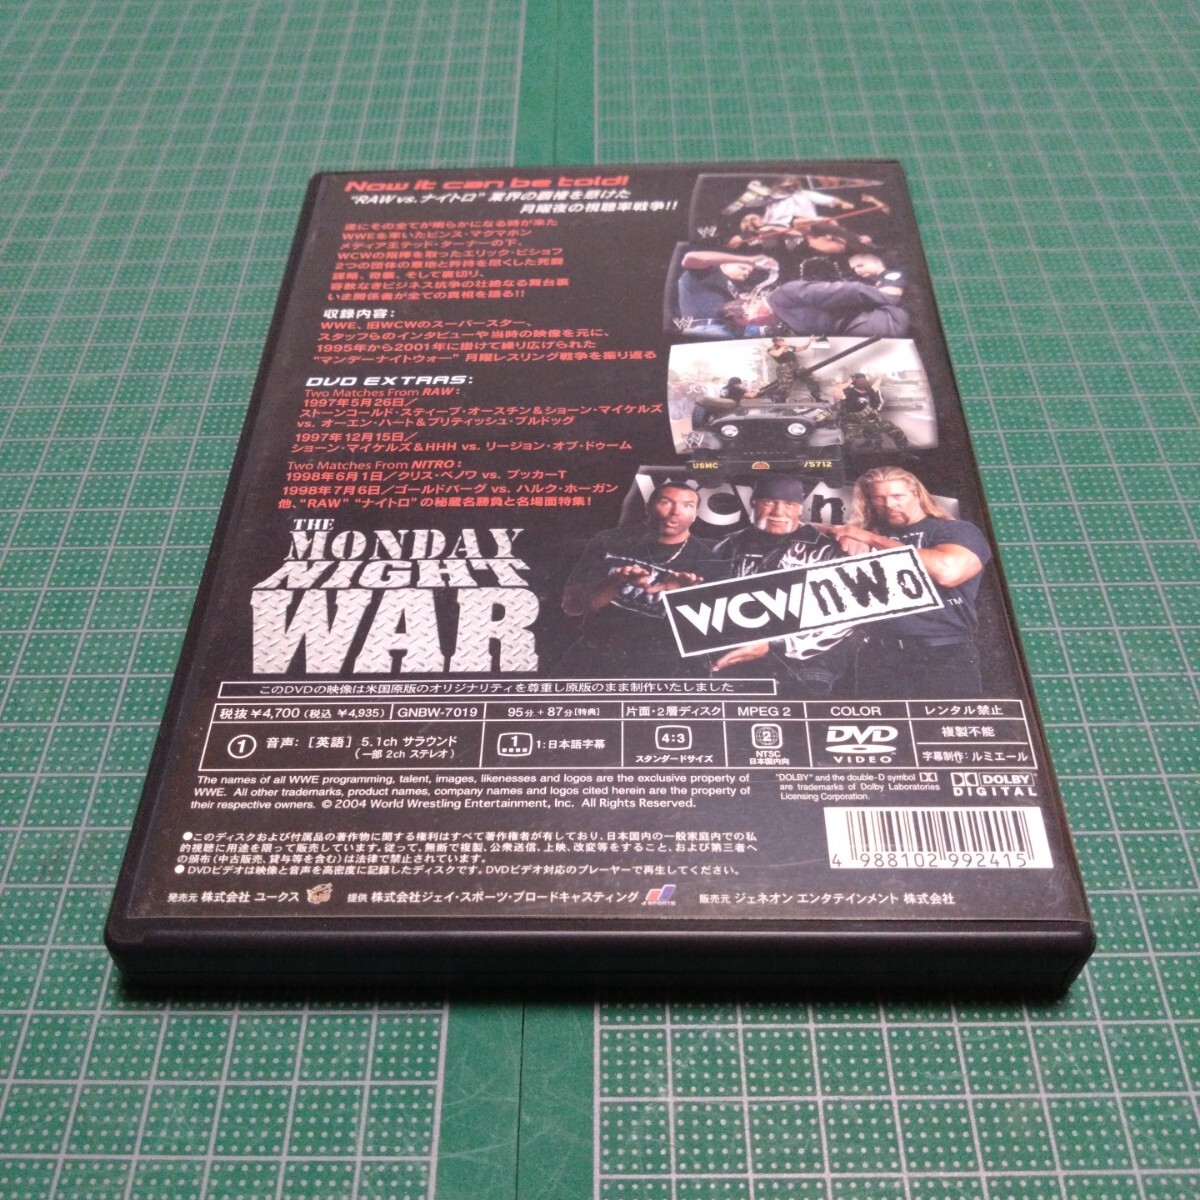 Now it can be told!
"RAW vs. ナイトロ" 業界の覇権を懸けた
月曜夜の視聴率戦争!!
遂にその全てが明らかになる時が来た
WWEを率いたビンス・マクマホン
メディア王テッド・ターナーの下、
WCWの指揮を取ったエリック・ビショフ
2つの団体の意地と矜持を尽くした死闘
謀略、奇襲、そして裏切り、
容赦なきビジネス抗争の壮絶なる舞台裏
いま関係者が全ての真相を語る!!
収録内容:
WWE、旧WCWのスーパースター、
スタッフらのインタビューや当時の映像を元に、
1995年から2001年に掛けて繰り広げられた
"マンデーナイトウォー" 月曜レスリング戦争を振り返る
DVD EXTRAS:
Two Matches From RAW:
1997年5月26日/
ストーンコールド・スティーブ・オースチン&ショーン・マイケルズ
vs. オーエン・ハート&ブリティッシュ・ブルドッグ
1997年12月15日/
ショーン・マイケルズ&HHH vs. リージョン・オブ・ドゥーム
Two Matches From NITRO:
1998年6月1日/クリス・ベノワ vs. ブッカーT
1998年7月6日/ゴールドバーグ vs. ハルク・ホーガン
他、"RAW" "ナイトロ" の秘蔵名勝負と名場面特集!
USMC 75712
THE
MONDAY
NIGHT
WAR
WCW/nWo TM
このDVDの映像は米国原版のオリジナリティを尊重し原版のまま制作いたしました
税抜 ¥4,700 (税込 ¥4,935) GNBW-7019 95分+87分[特典] 片面・2層ディスク MPEG 2 COLOR レンタル禁止
1 音声: [英語] 5.1ch サラウンド
(一部 2ch ステレオ)
1 1:日本語字幕
4:3
スタンダードサイズ
2
NTSC
日本国内向
DVD
VIDEO
複製不能
字幕制作: ルミエール
The names of all WWE programming, talent, images, likenesses and logos are the exclusive property of
WWE. All other trademarks, product names, company names and logos cited herein are the property of
their respective owners. © 2004 World Wrestling Entertainment, Inc. All Rights Reserved.
"DOLBY" and the double-D symbol
are trademarks of Dolby Laboratories
Licensing Corporation.
DOLBY
DIGITAL
●このディスクおよび付属品の著作物に関する権利はすべて著作権者が有しており、日本国内の一般家庭内での私
的視聴に用途を限って販売しています。従って、無断で複製、公衆送信、上映、改変等をすること、および第三者へ
の頒布(中古販売、貸与等を含む)は法律で禁止されています。
●DVDビデオは映像と音声を高密度に記録したディスクです。DVDビデオ対応のプレーヤーで再生してください。
4 988102 992415
発売元 株式会社 ユークス 提供 株式会社ジェイ・スポーツ・ブロードキャスティング J SPORTS 販売元 ジェネオン エンタテインメント 株式会社